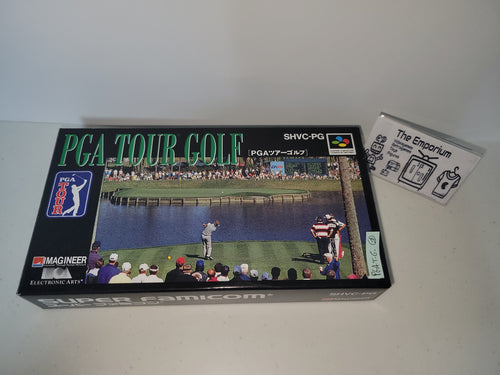 PGA TOUR GOLF
SHVC-PG
[PGAツアーゴルフ]
PGA
TOUR
IMAGINEER
ELECTRONIC ARTS
SUPER FAMICOM
SHVC-PG
The Emporium